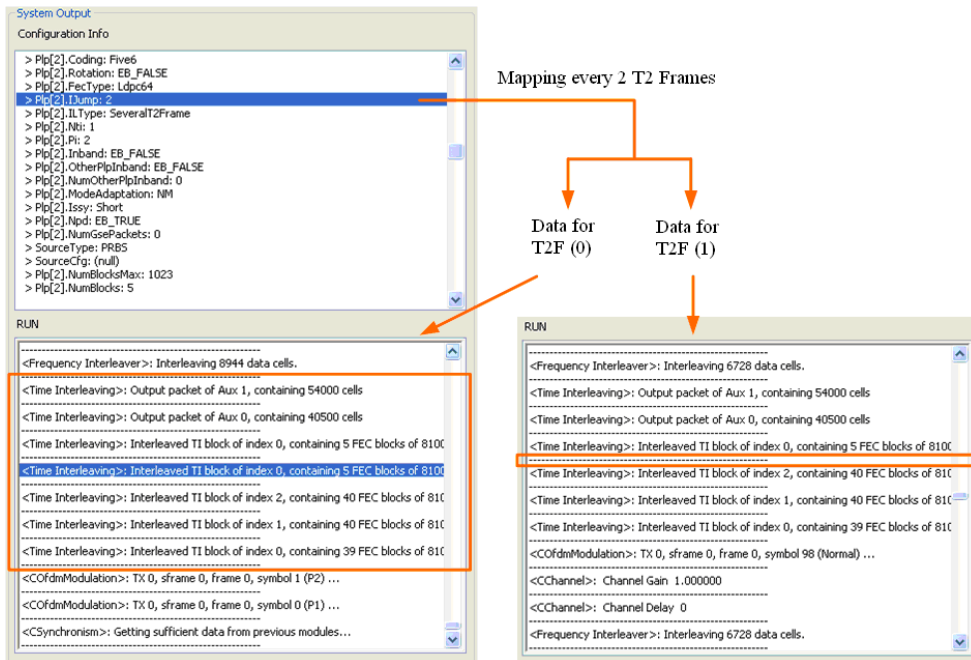 System Output
Configuration Info
> Plp[2].Coding: Five6
> Plp[2].Rotation: EB_FALSE
> Plp[2].FecType: Ldpc64
> Plp[2].IJump: 2
> Plp[2].ILType: SeveralT2Frame
> Plp[2].Nti: 1
> Plp[2].Pi: 2
> Plp[2].Inband: EB_FALSE
> Plp[2].OtherPlpInband: EB_FALSE
> Plp[2].NumOtherPlpInband: 0
> Plp[2].ModeAdaptation: NM
> Plp[2].Issy: Short
> Plp[2].Npd: EB_TRUE
> Plp[2].NumGsePackets: 0
> SourceType: PRBS
> SourceCfg: (null)
> Plp[2].NumBlocksMax: 1023
> Plp[2].NumBlocks: 5
Mapping every 2 T2 Frames
Data for
T2F (0)
Data for
T2F (1)
RUN
------------------------------------------------------------
<Frequency Interleaver>: Interleaving 8944 data cells.
------------------------------------------------------------
<Time Interleaving>: Output packet of Aux 1, containing 54000 cells
------------------------------------------------------------
<Time Interleaving>: Output packet of Aux 0, containing 40500 cells
------------------------------------------------------------
<Time Interleaving>: Interleaved TI block of index 0, containing 5 FEC blocks of 8100
------------------------------------------------------------
<Time Interleaving>: Interleaved TI block of index 0, containing 5 FEC blocks of 8100
------------------------------------------------------------
<Time Interleaving>: Interleaved TI block of index 2, containing 40 FEC blocks of 810
------------------------------------------------------------
<Time Interleaving>: Interleaved TI block of index 1, containing 40 FEC blocks of 810
------------------------------------------------------------
<Time Interleaving>: Interleaved TI block of index 0, containing 39 FEC blocks of 810
------------------------------------------------------------
<COfdmModulation>: TX 0, sframe 0, frame 0, symbol 1 (P2) ...
------------------------------------------------------------
<COfdmModulation>: TX 0, sframe 0, frame 0, symbol 0 (P1) ...
------------------------------------------------------------
<CSynchronism>: Getting sufficient data from previous modules...
------------------------------------------------------------
RUN
------------------------------------------------------------
<Frequency Interleaver>: Interleaving 6728 data cells.
------------------------------------------------------------
<Time Interleaving>: Output packet of Aux 1, containing 54000 cells
------------------------------------------------------------
<Time Interleaving>: Output packet of Aux 0, containing 40500 cells
------------------------------------------------------------
<Time Interleaving>: Interleaved TI block of index 0, containing 5 FEC blocks of 8100
------------------------------------------------------------
<Time Interleaving>: Interleaved TI block of index 2, containing 40 FEC blocks of 810
------------------------------------------------------------
<Time Interleaving>: Interleaved TI block of index 1, containing 40 FEC blocks of 810
------------------------------------------------------------
<Time Interleaving>: Interleaved TI block of index 0, containing 39 FEC blocks of 810
------------------------------------------------------------
<COfdmModulation>: TX 0, sframe 0, frame 0, symbol 98 (Normal) ...
------------------------------------------------------------
<CChannel>: Channel Gain 1.000000
------------------------------------------------------------
<CChannel>: Channel Delay 0
------------------------------------------------------------
<Frequency Interleaver>: Interleaving 6728 data cells.
------------------------------------------------------------